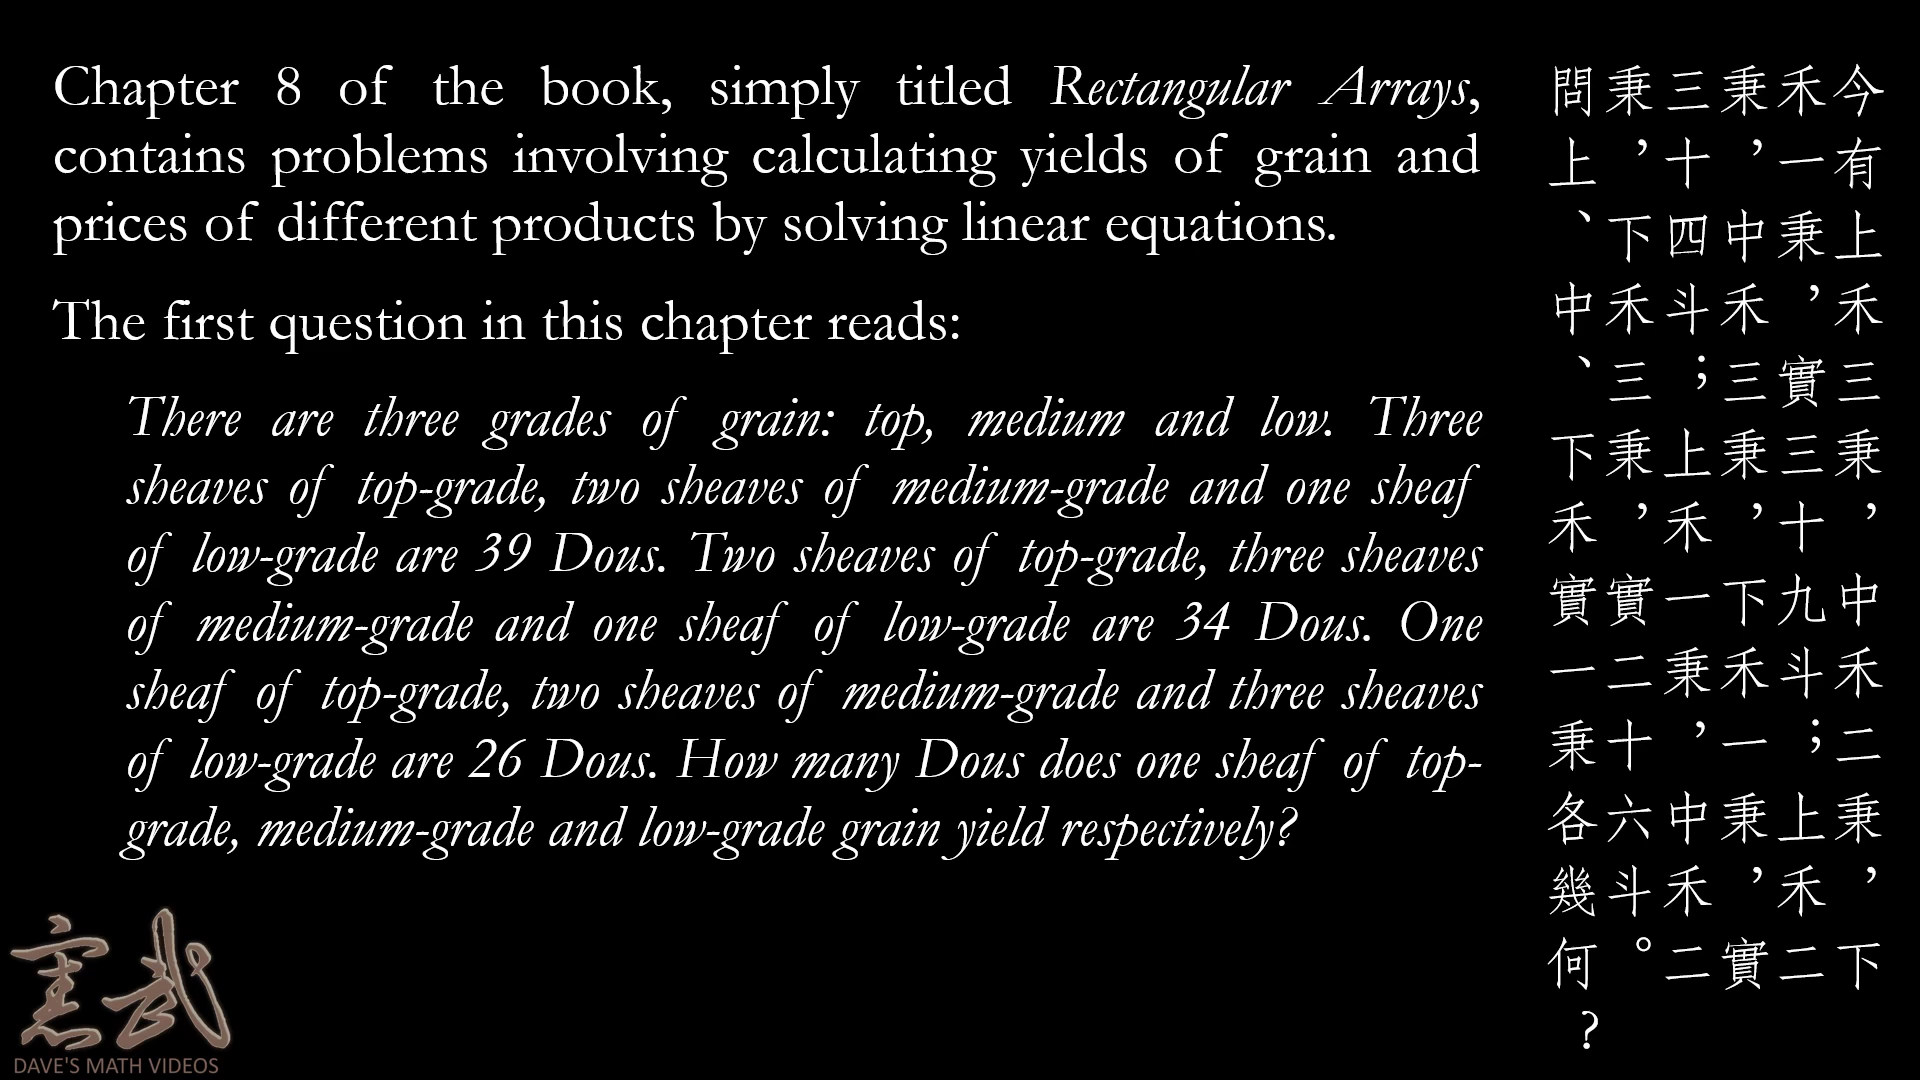 Chapter 8 of the book, simply titled Rectangular Arrays,
contains problems involving calculating yields of grain and
prices of different products by solving linear equations.
The first question in this chapter reads:
There are three grades of grain: top, medium and low. Three
sheaves of top-grade, two sheaves of medium-grade and one sheaf
of low-grade are 39 Dous. Two sheaves of top-grade, three sheaves
of medium-grade and one sheaf of low-grade are 34 Dous. One
sheaf of top-grade, two sheaves of medium-grade and three sheaves
of low-grade are 26 Dous. How many Dous does one sheaf of top-
grade, medium-grade and low-grade grain yield respectively?
今有上禾三秉，中禾二秉，下
禾一秉，實三十九斗；上禾二
秉，中禾三秉，下禾一秉，實
三十四斗；上禾一秉，中禾二
秉，下禾三秉，實二十六斗。
問上、中、下禾實一秉各幾何？
DAVE'S MATH VIDEOS